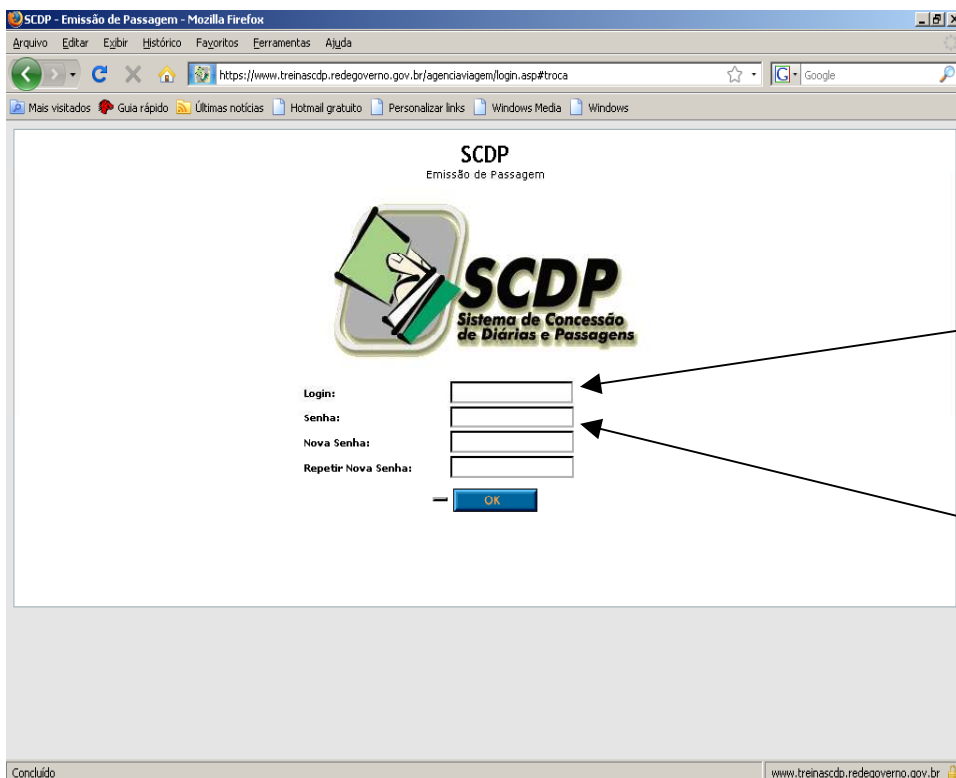 SCDP - Emissão de Passagem - Mozilla Firefox
Arquivo Editar Exibir Histórico Favoritos Ferramentas Ajuda
https://www.treinascdp.redegoverno.gov.br/agenciaviagem/login.asp#troca
G Google
Mais visitados Guia rápido Últimas notícias Hotmail gratuito Personalizar links Windows Media Windows
SCDP
Emissão de Passagem
SCDP
Sistema de Concessão
de Diárias e Passagens
Login:
Senha:
Nova Senha:
Repetir Nova Senha:
OK
Concluído www.treinascdp.redegoverno.gov.br